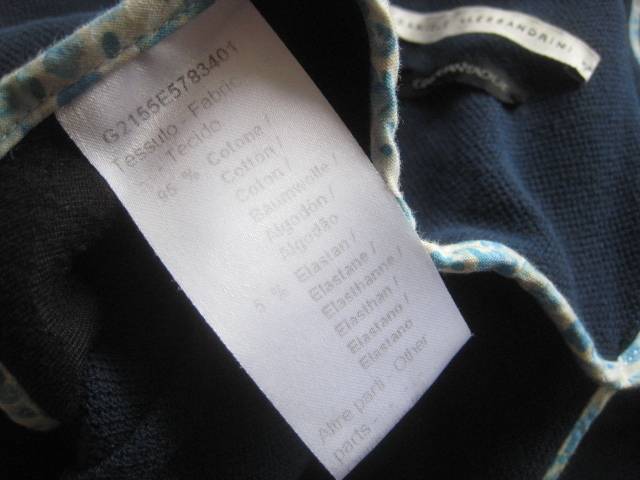 ALESSANDRINI
G2155E5783401
Tessuto - Fabric
- Tecido
95 % Cotone /
Cotton /
Coton /
Baumwolle /
Algodón /
Algodão
5 % Elastan /
Elastane /
Elasthanne /
Elasthan /
Elastano /
Elastano
Altre parti Other
parts